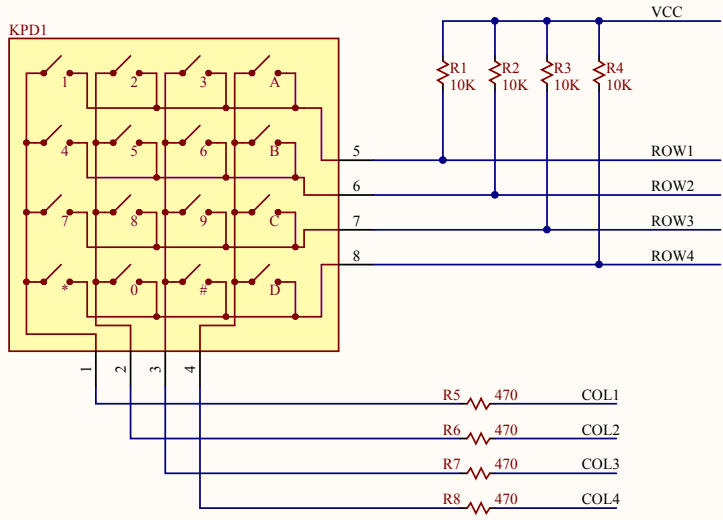 KPD1
VCC
R1 R2 R3 R4
10K 10K 10K 10K
1 2 3 A
5 ROW1
4 5 6 B
6 ROW2
7 8 9 C
7 ROW3
8 ROW4
* 0 # D
1 2 3 4
R5 470 COL1
R6 470 COL2
R7 470 COL3
R8 470 COL4